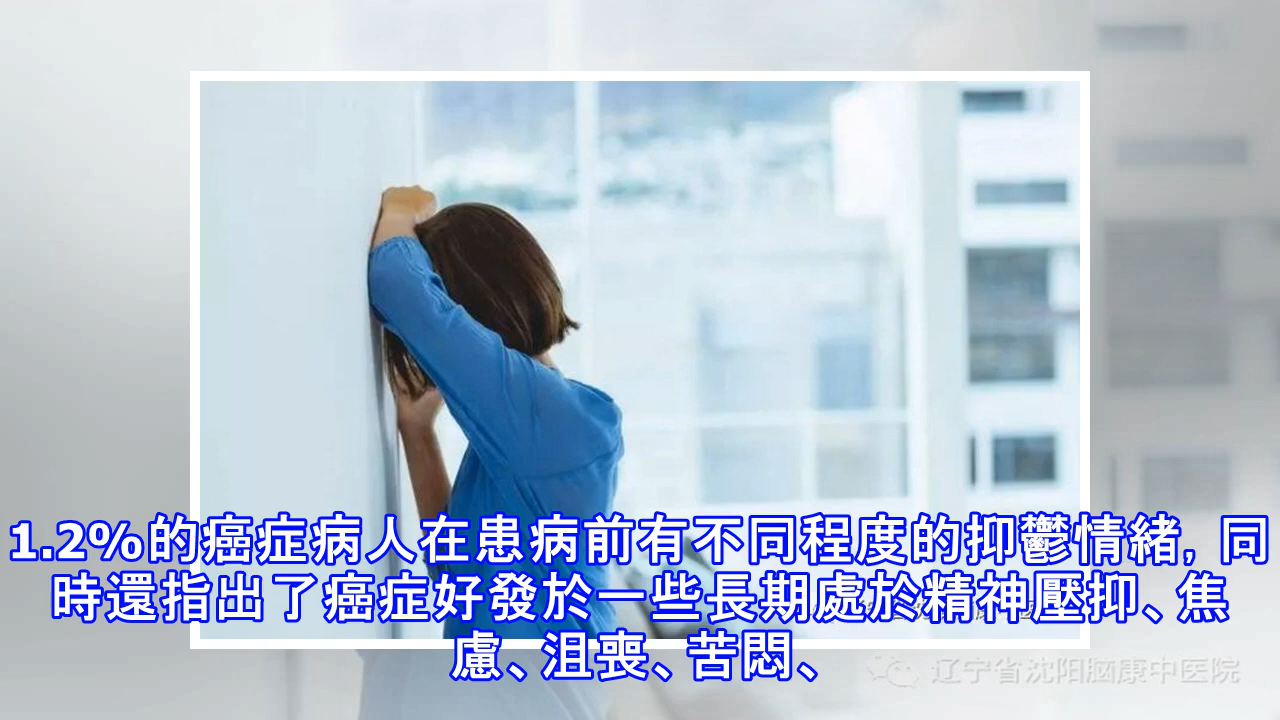 1.2%的癌症病人在患病前有不同程度的抑鬱情緒, 同
時還指出了癌症好發於一些長期處於精神壓抑、焦
慮、沮喪、苦悶、
辽宁省沈阳脑康中医院